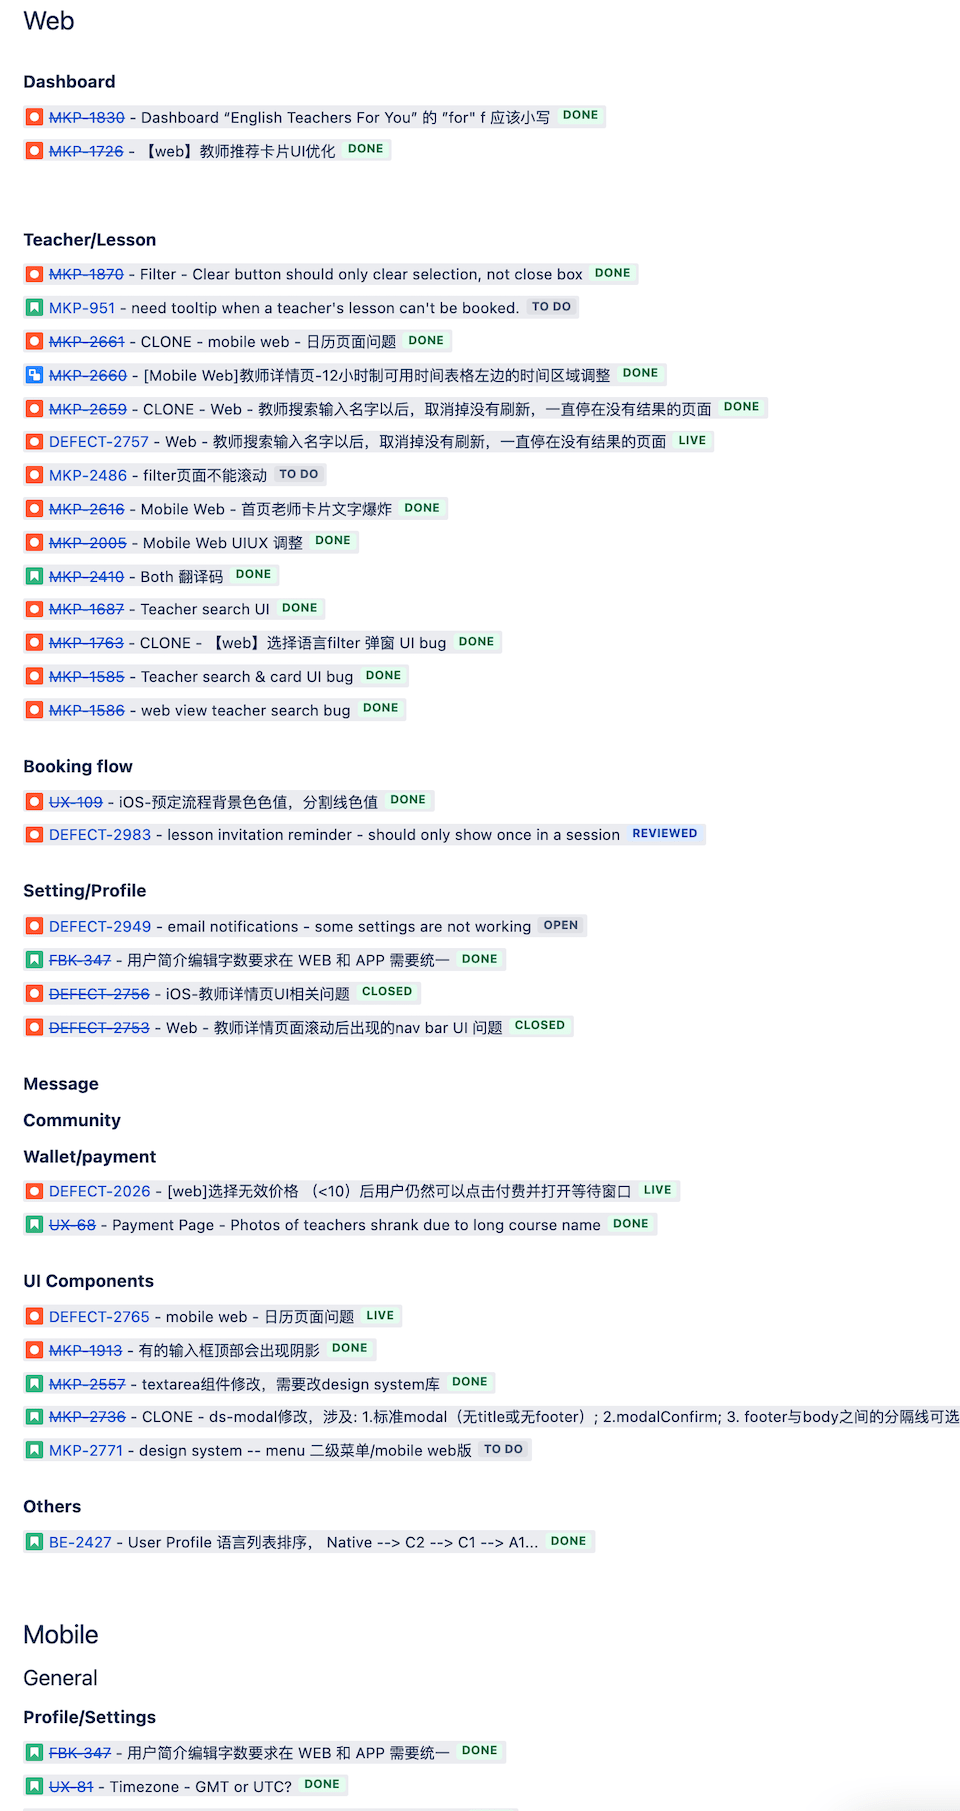 Web
Dashboard
MKP-1830 - Dashboard “English Teachers For You” 的 ”for" f 应该小写 DONE
MKP-1726 - 【web】教师推荐卡片UI优化 DONE
Teacher/Lesson
MKP-1870 - Filter - Clear button should only clear selection, not close box DONE
MKP-951 - need tooltip when a teacher's lesson can't be booked. TO DO
MKP-2661 - CLONE - mobile web - 日历页面问题 DONE
MKP-2660 - [Mobile Web]教师详情页-12小时制可用时间表格左边的时间区域调整 DONE
MKP-2659 - CLONE - Web - 教师搜索输入名字以后，取消掉没有刷新，一直停在没有结果的页面 DONE
DEFECT-2757 - Web - 教师搜索输入名字以后，取消掉没有刷新，一直停在没有结果的页面 LIVE
MKP-2486 - filter页面不能滚动 TO DO
MKP-2616 - Mobile Web - 首页老师卡片文字爆炸 DONE
MKP-2005 - Mobile Web UIUX 调整 DONE
MKP-2410 - Both 翻译码 DONE
MKP-1687 - Teacher search UI DONE
MKP-1763 - CLONE - 【web】选择语言filter 弹窗 UI bug DONE
MKP-1585 - Teacher search & card UI bug DONE
MKP-1586 - web view teacher search bug DONE
Booking flow
UX-109 - iOS-预定流程背景色色值，分割线色值 DONE
DEFECT-2983 - lesson invitation reminder - should only show once in a session REVIEWED
Setting/Profile
DEFECT-2949 - email notifications - some settings are not working OPEN
FBK-347 - 用户简介编辑字数要求在 WEB 和 APP 需要统一 DONE
DEFECT-2756 - iOS-教师详情页UI相关问题 CLOSED
DEFECT-2753 - Web - 教师详情页面滚动后出现的nav bar UI 问题 CLOSED
Message
Community
Wallet/payment
DEFECT-2026 - [web]选择无效价格 （<10）后用户仍然可以点击付费并打开等待窗口 LIVE
UX-68 - Payment Page - Photos of teachers shrank due to long course name DONE
UI Components
DEFECT-2765 - mobile web - 日历页面问题 LIVE
MKP-1913 - 有的输入框顶部会出现阴影 DONE
MKP-2557 - textarea组件修改，需要改design system库 DONE
MKP-2736 - CLONE - ds-modal修改，涉及: 1.标准modal（无title或无footer）; 2.modalConfirm; 3. footer与body之间的分隔线可选
MKP-2771 - design system -- menu 二级菜单/mobile web版 TO DO
Others
BE-2427 - User Profile 语言列表排序， Native --> C2 --> C1 --> A1... DONE
Mobile
General
Profile/Settings
FBK-347 - 用户简介编辑字数要求在 WEB 和 APP 需要统一 DONE
UX-81 - Timezone - GMT or UTC? DONE